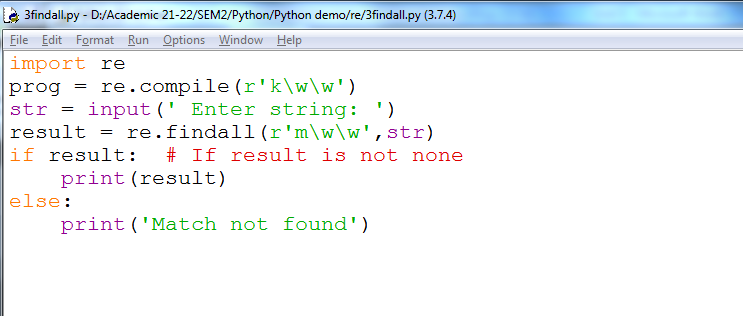 3findall.py - D:/Academic 21-22/SEM2/Python/Python demo/re/3findall.py (3.7.4)
File Edit Format Run Options Window Help
import re
prog = re.compile(r'k\w\w')
str = input(' Enter string: ')
result = re.findall(r'm\w\w',str)
if result:  # If result is not none
    print(result)
else:
    print('Match not found')